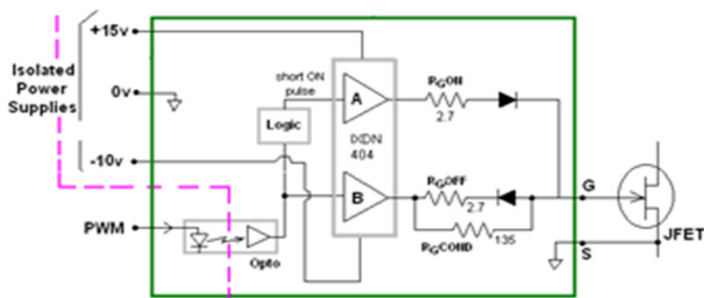 +15v
Isolated
Power
Supplies
0v
-10v
PWM
Opto
short ON
pulse
Logic
A
IXDN
404
B
RGON
2.7
RGOFF
2.7
RGCOND
135
G
S
JFET